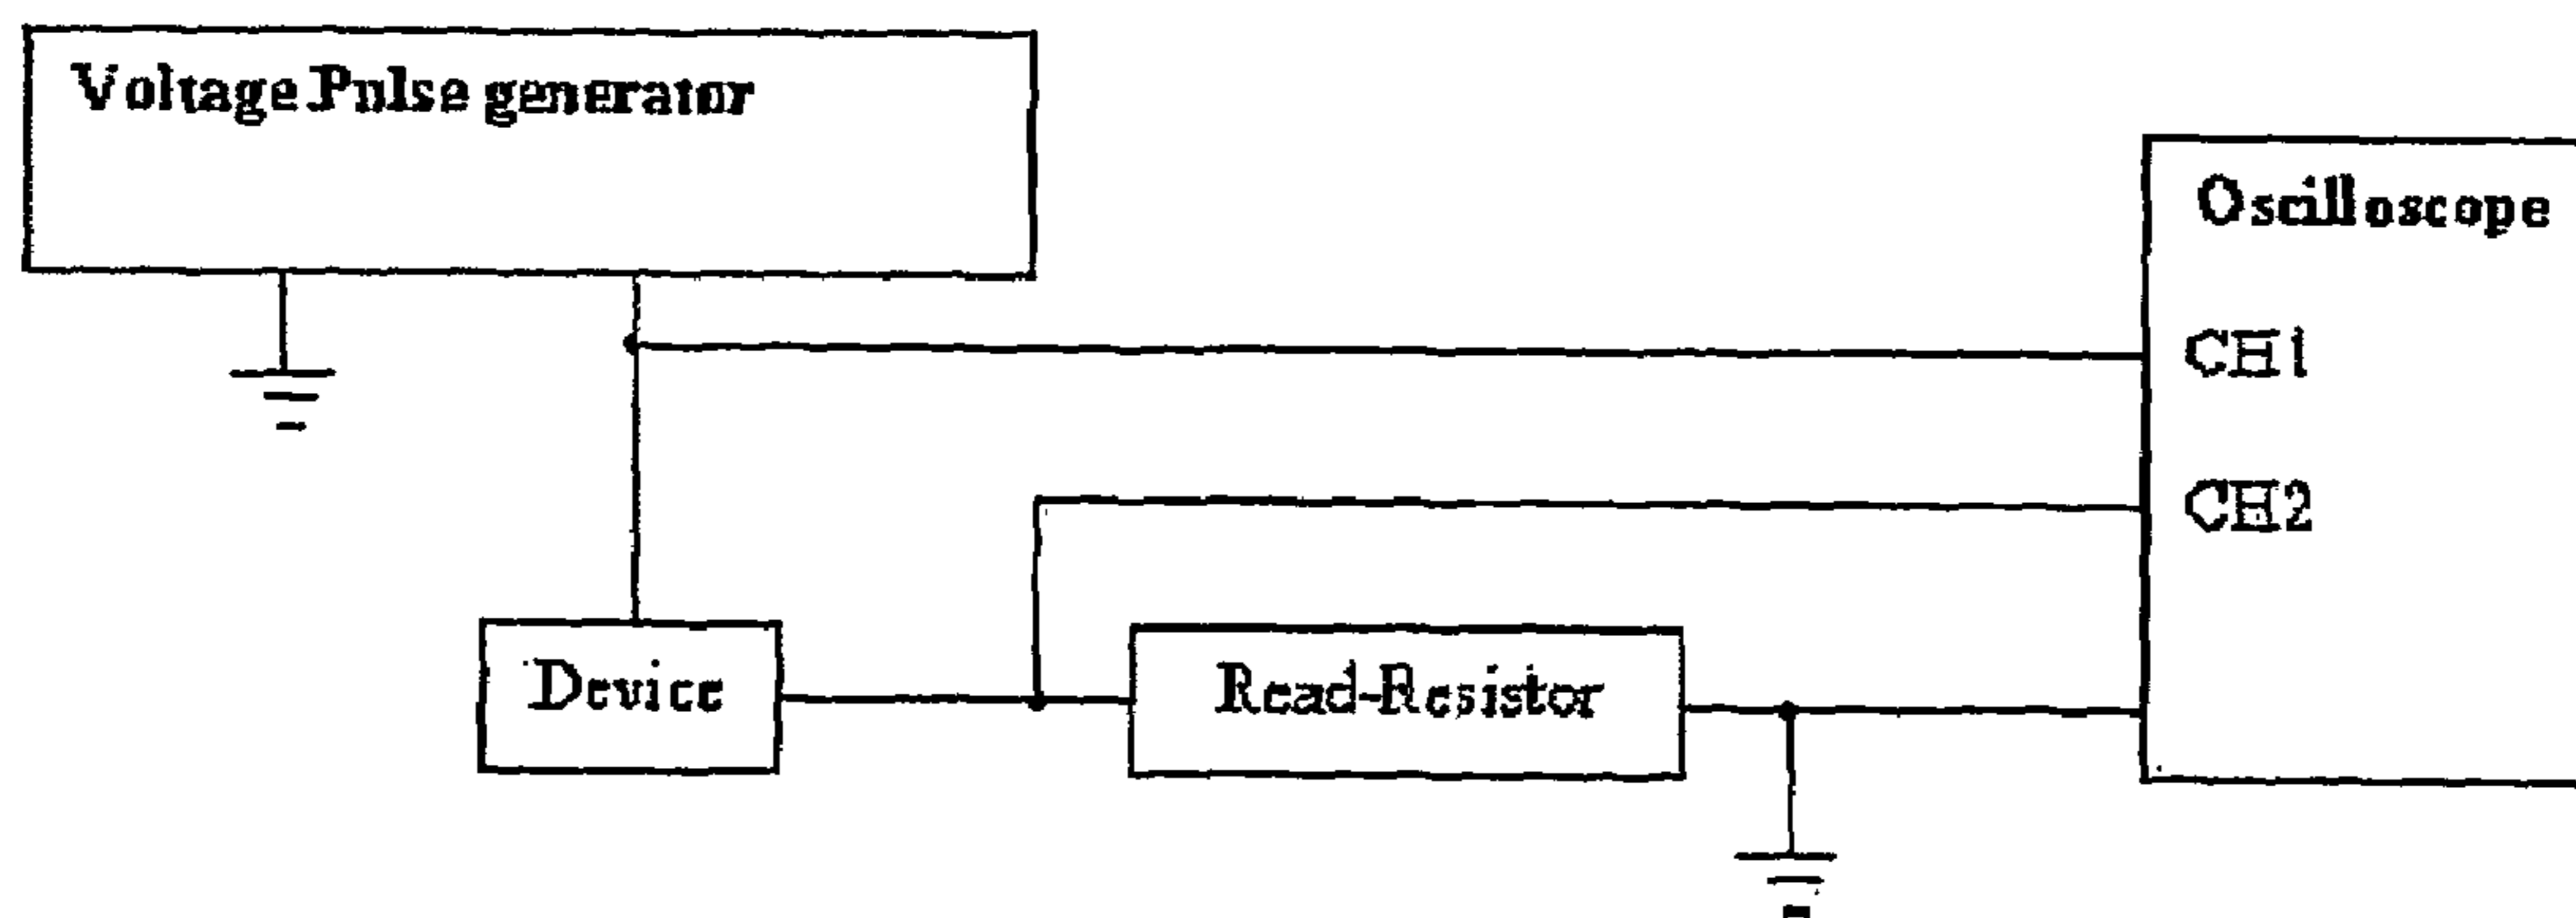 Voltage Pulse generator
Oscilloscope
CH1
CH2
Device
Read-Resistor